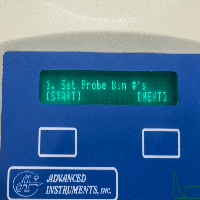 1. Set Probe Bin #'s
[START] [NEXT]
ADVANCED
INSTRUMENTS, INC.